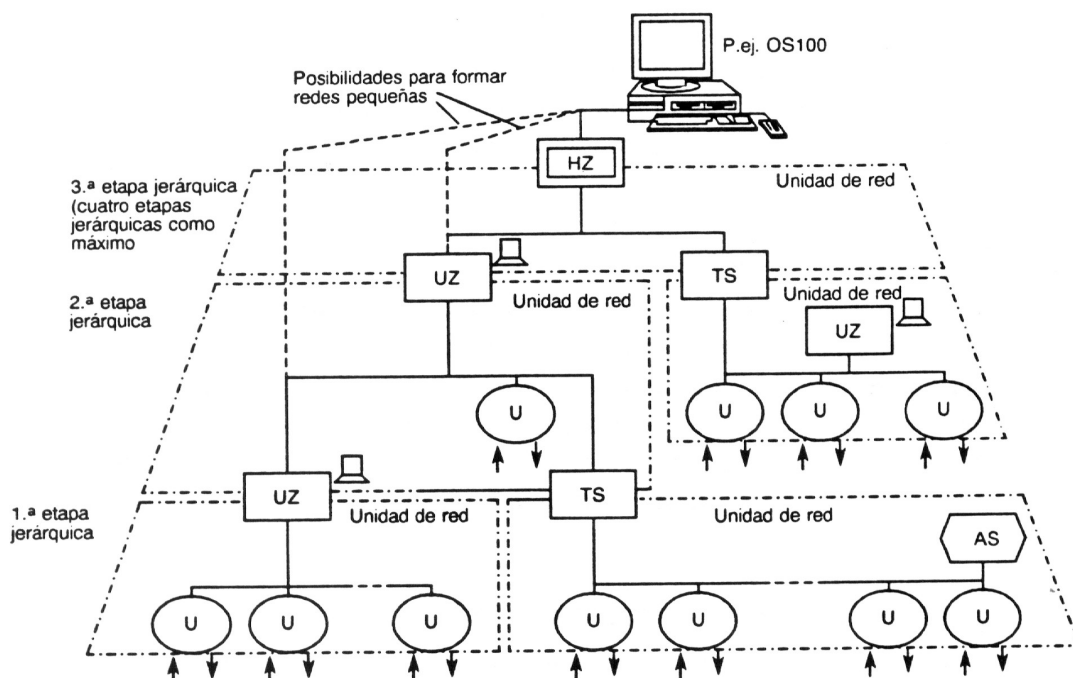 P.ej. OS100
Posibilidades para formar
redes pequeñas
HZ
Unidad de red
3.ª etapa jerárquica
(cuatro etapas
jerárquicas como
máximo
UZ
TS
2.ª etapa
jerárquica
Unidad de red
Unidad de red
UZ
U
U
U
U
UZ
TS
1.ª etapa
jerárquica
Unidad de red
Unidad de red
AS
U
U
U
U
U
U
U